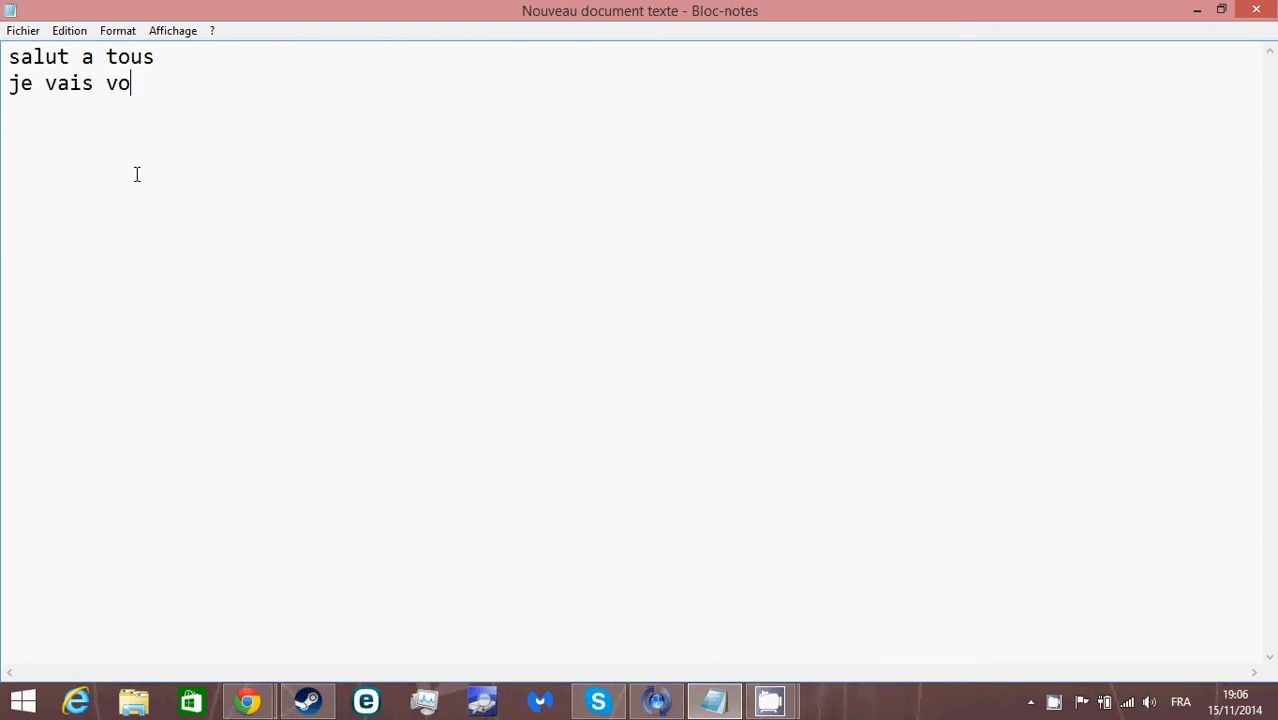 Nouveau document texte - Bloc-notes
Fichier Edition Format Affichage ?
salut a tous
je vais vo
FR
19:06
15/11/2014